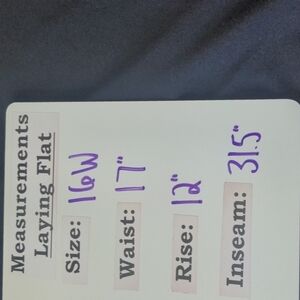 Measurements
Laying Flat
Size: 16W
Waist: 17"
Rise: 12"
Inseam: 31.5"